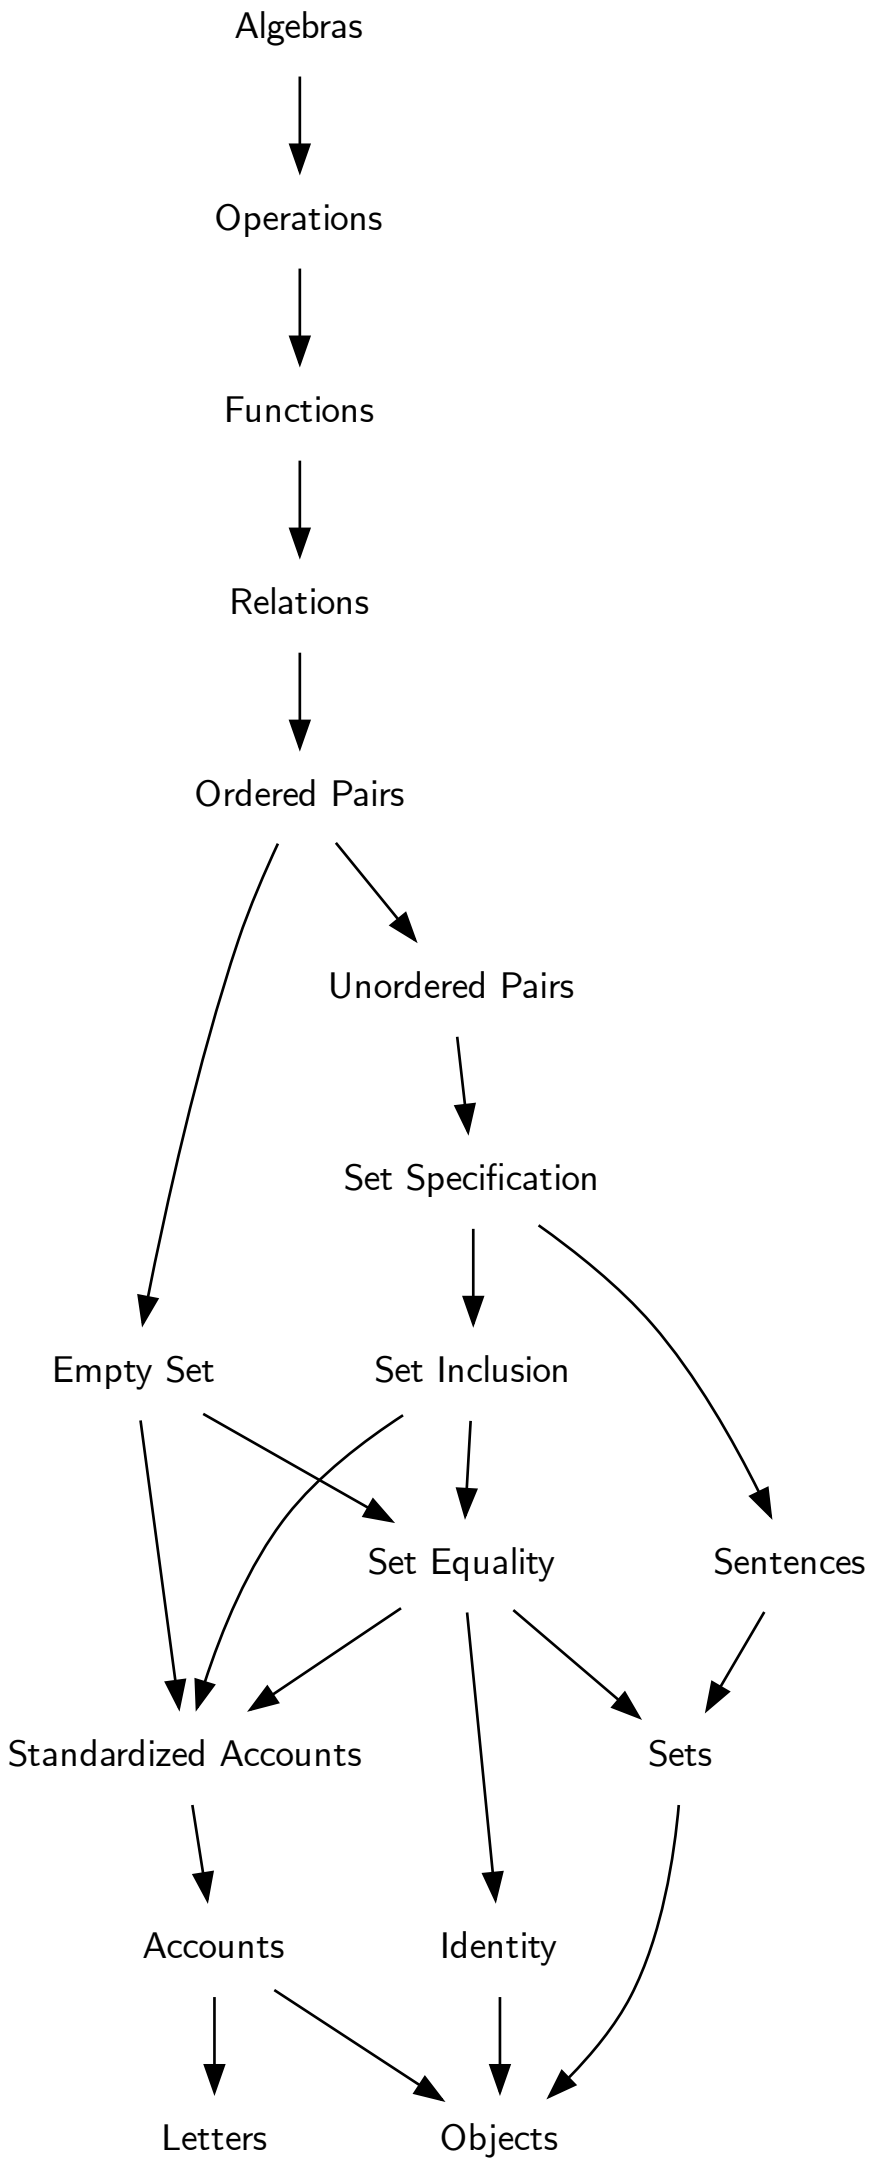 Algebras
Operations
Functions
Relations
Ordered Pairs
Unordered Pairs
Set Specification
Empty Set
Set Inclusion
Set Equality
Sentences
Standardized Accounts
Sets
Accounts
Identity
Letters
Objects